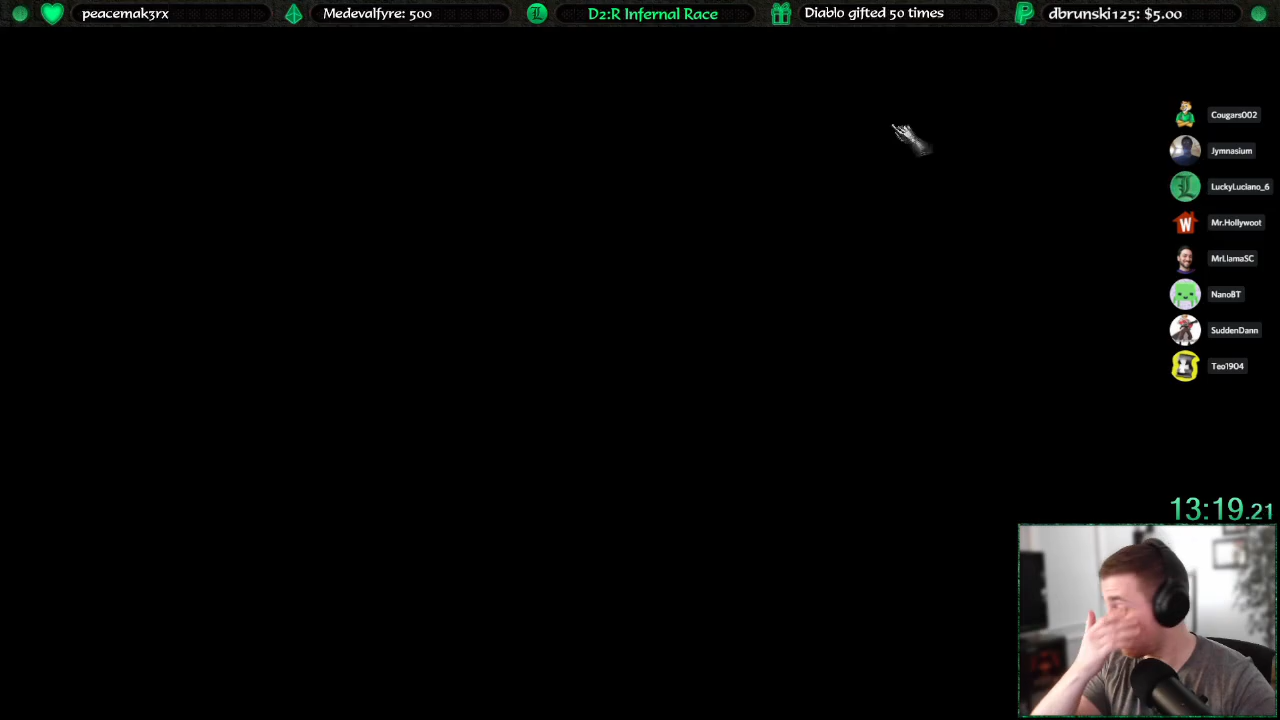 peacemak3rx
Medevalfyre: 500
D2:R Infernal Race
Diablo gifted 50 times
dbrunski125: $5.00
Cougars002
Jymnasium
LuckyLuciano_6
Mr.Hollywoot
MrLlamaSC
NanoBT
SuddenDann
Teo1904
13:19.21